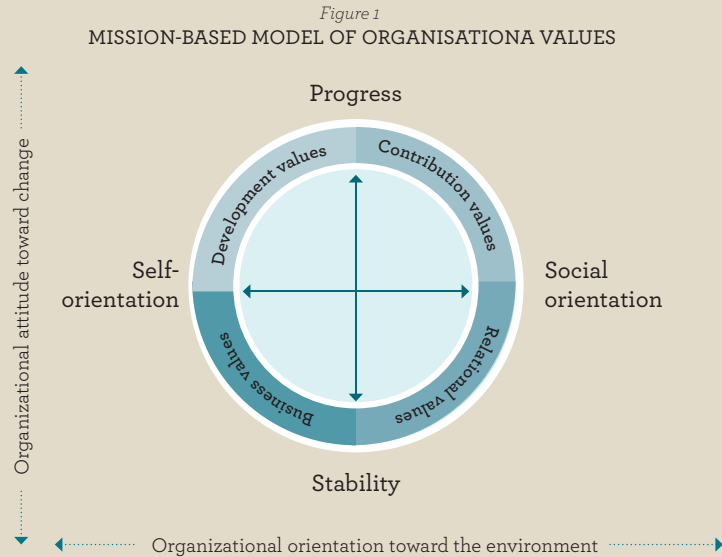 Figure 1
MISSION-BASED MODEL OF ORGANISATIONA VALUES
Organizational attitude toward change
Progress
Development values
Contribution values
Self-
orientation
Social
orientation
Business values
Relational values
Stability
Organizational orientation toward the environment